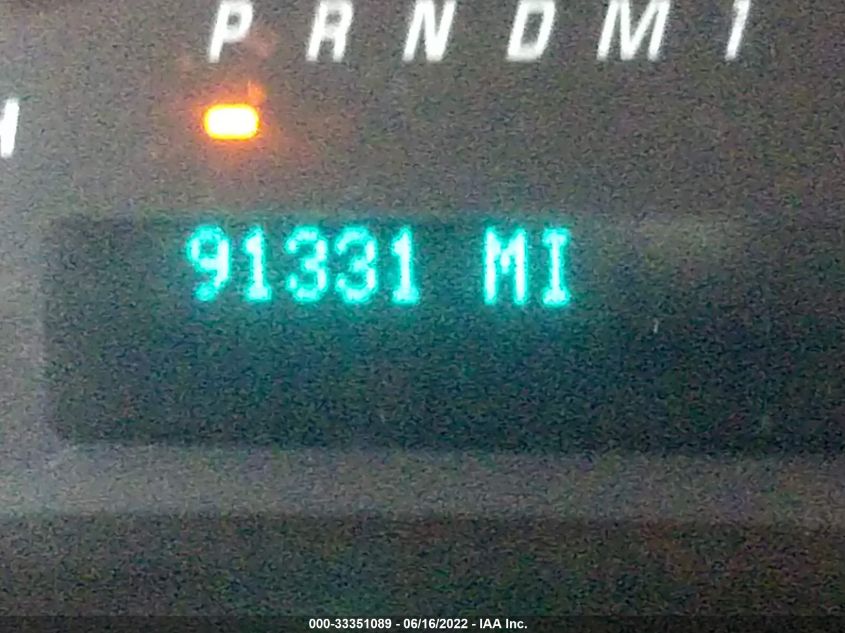 P R N D M 1
91331 MI
000-33351089 - 06/16/2022 - IAA Inc.